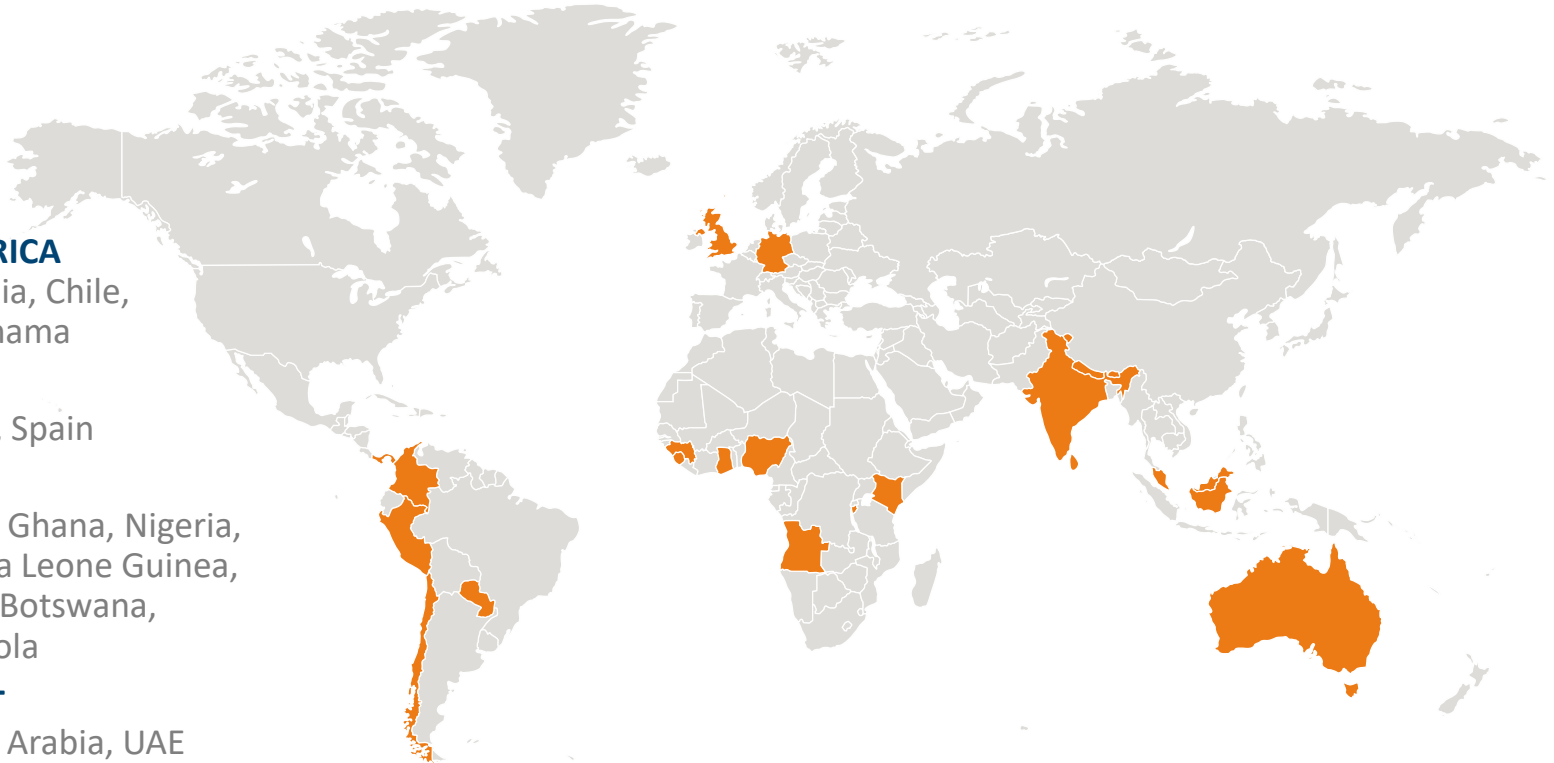 RICA
ia, Chile,
nama
. Spain
Ghana, Nigeria,
a Leone Guinea,
Botswana,
ola
Arabia, UAE